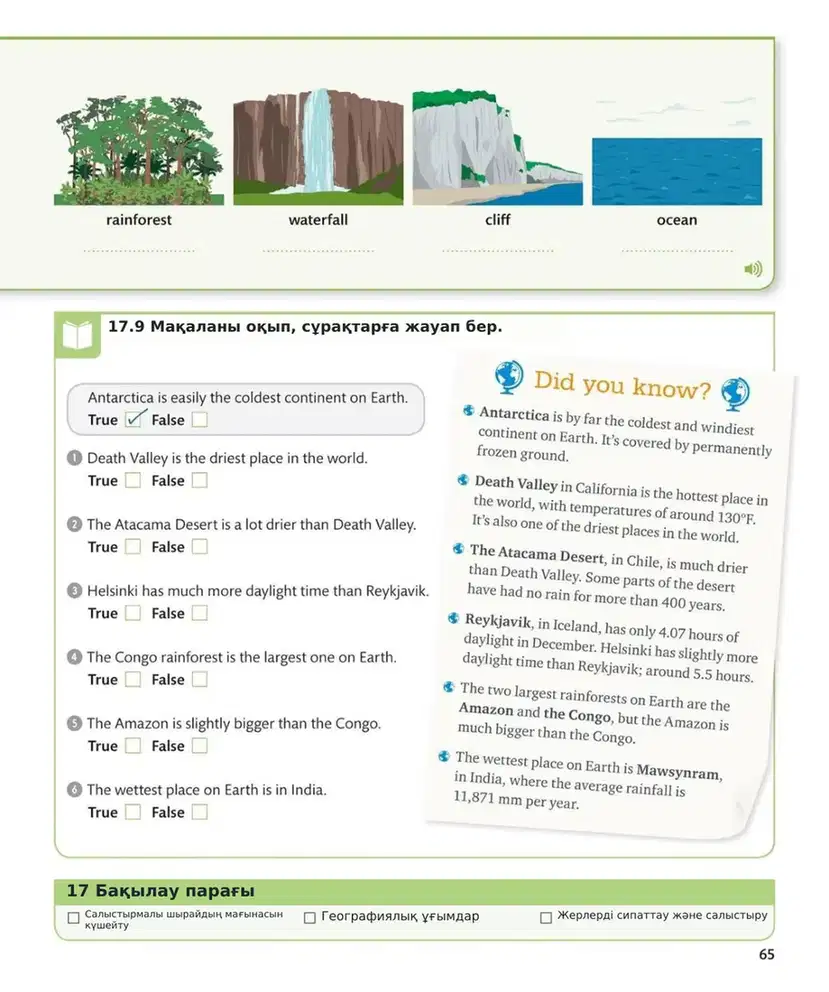 rainforest
waterfall
cliff
ocean
17.9 Мақаланы оқып, сұрақтарға жауап бер.
Antarctica is easily the coldest continent on Earth.
True ✓ False
1 Death Valley is the driest place in the world.
True False
2 The Atacama Desert is a lot drier than Death Valley.
True False
3 Helsinki has much more daylight time than Reykjavik.
True False
4 The Congo rainforest is the largest one on Earth.
True False
5 The Amazon is slightly bigger than the Congo.
True False
6 The wettest place on Earth is in India.
True False
Did you know?
Antarctica is by far the coldest and windiest
continent on Earth. It's covered by permanently
frozen ground.
Death Valley in California is the hottest place in
the world, with temperatures of around 130°F.
It's also one of the driest places in the world.
The Atacama Desert, in Chile, is much drier
than Death Valley. Some parts of the desert
have had no rain for more than 400 years.
Reykjavik, in Iceland, has only 4.07 hours of
daylight in December. Helsinki has slightly more
daylight time than Reykjavik; around 5.5 hours.
The two largest rainforests on Earth are the
Amazon and the Congo, but the Amazon is
much bigger than the Congo.
The wettest place on Earth is Mawsynram,
in India, where the average rainfall is
11,871 mm per year.
17 Бақылау парағы
Салыстырмалы шырайдың мағынасын
күшейту
Географиялық ұғымдар
Жерлерді сипаттау және салыстыру
65